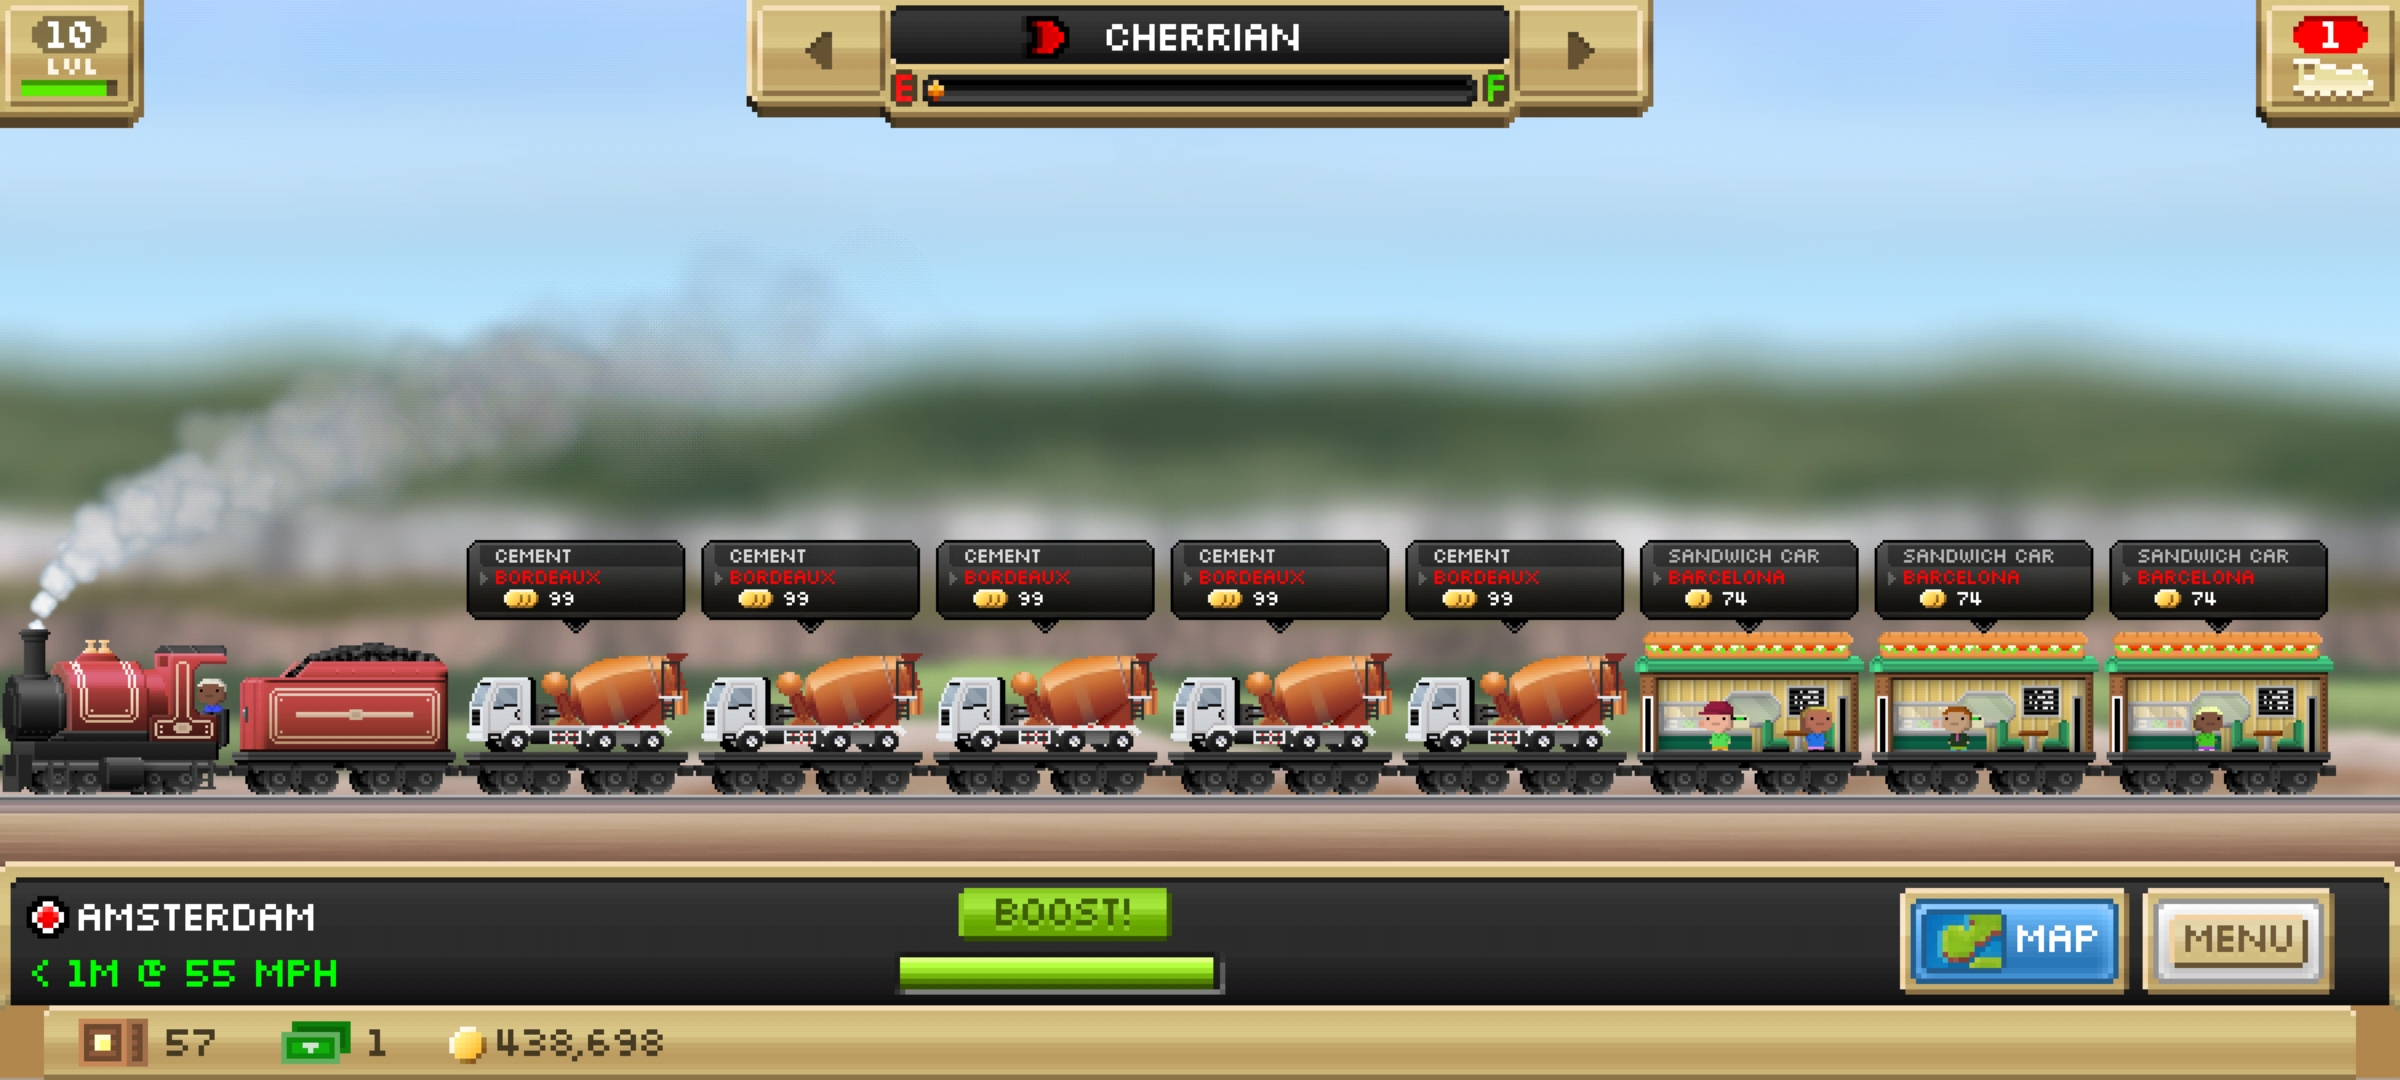 10
LVL
CHERRIAN
E F
1
CEMENT
BORDEAUX
99
CEMENT
BORDEAUX
99
CEMENT
BORDEAUX
99
CEMENT
BORDEAUX
99
CEMENT
BORDEAUX
99
SANDWICH CAR
BARCELONA
74
SANDWICH CAR
BARCELONA
74
SANDWICH CAR
BARCELONA
74
AMSTERDAM
< 1M @ 55 MPH
BOOST!
MAP
MENU
57
1
438,698